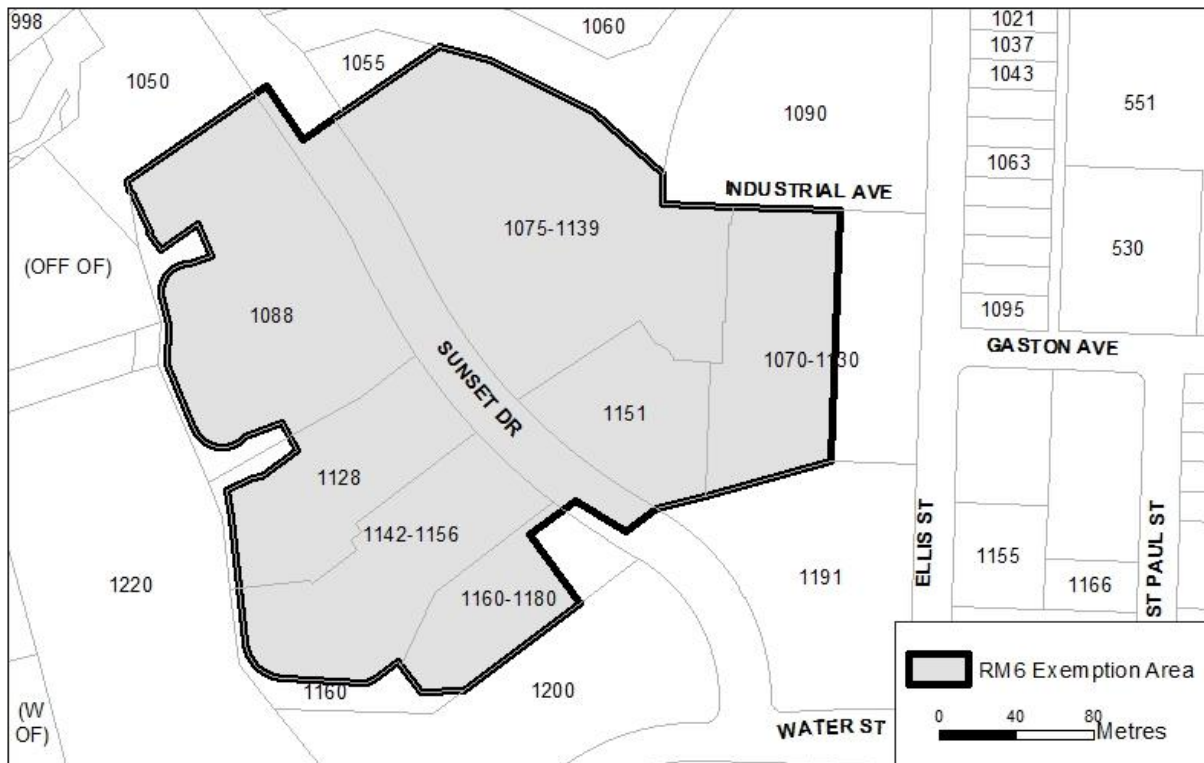 998
1060
1021
1037
1055
1043
1050
551
1090
1063
INDUSTRIAL AVE
1075-1139
530
(OFF OF)
1088
1095
GASTON AVE
SUNSET DR
1070-1130
1151
1128
1142-1156
ELLIS ST
1155
1166
ST PAUL ST
1220
1191
1160-1180
1160
1200
(W
OF)
WATER ST
RM6 Exemption Area
0 40 80
Metres